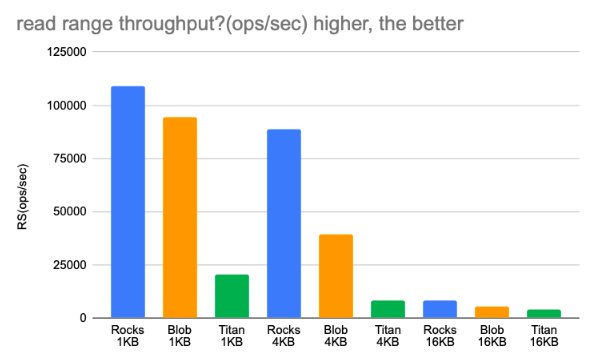 read range throughput?(ops/sec) higher, the better
125000
100000
75000
50000
25000
0
RS(ops/sec)
Rocks 1KB
Blob 1KB
Titan 1KB
Rocks 4KB
Blob 4KB
Titan 4KB
Rocks 16KB
Blob 16KB
Titan 16KB